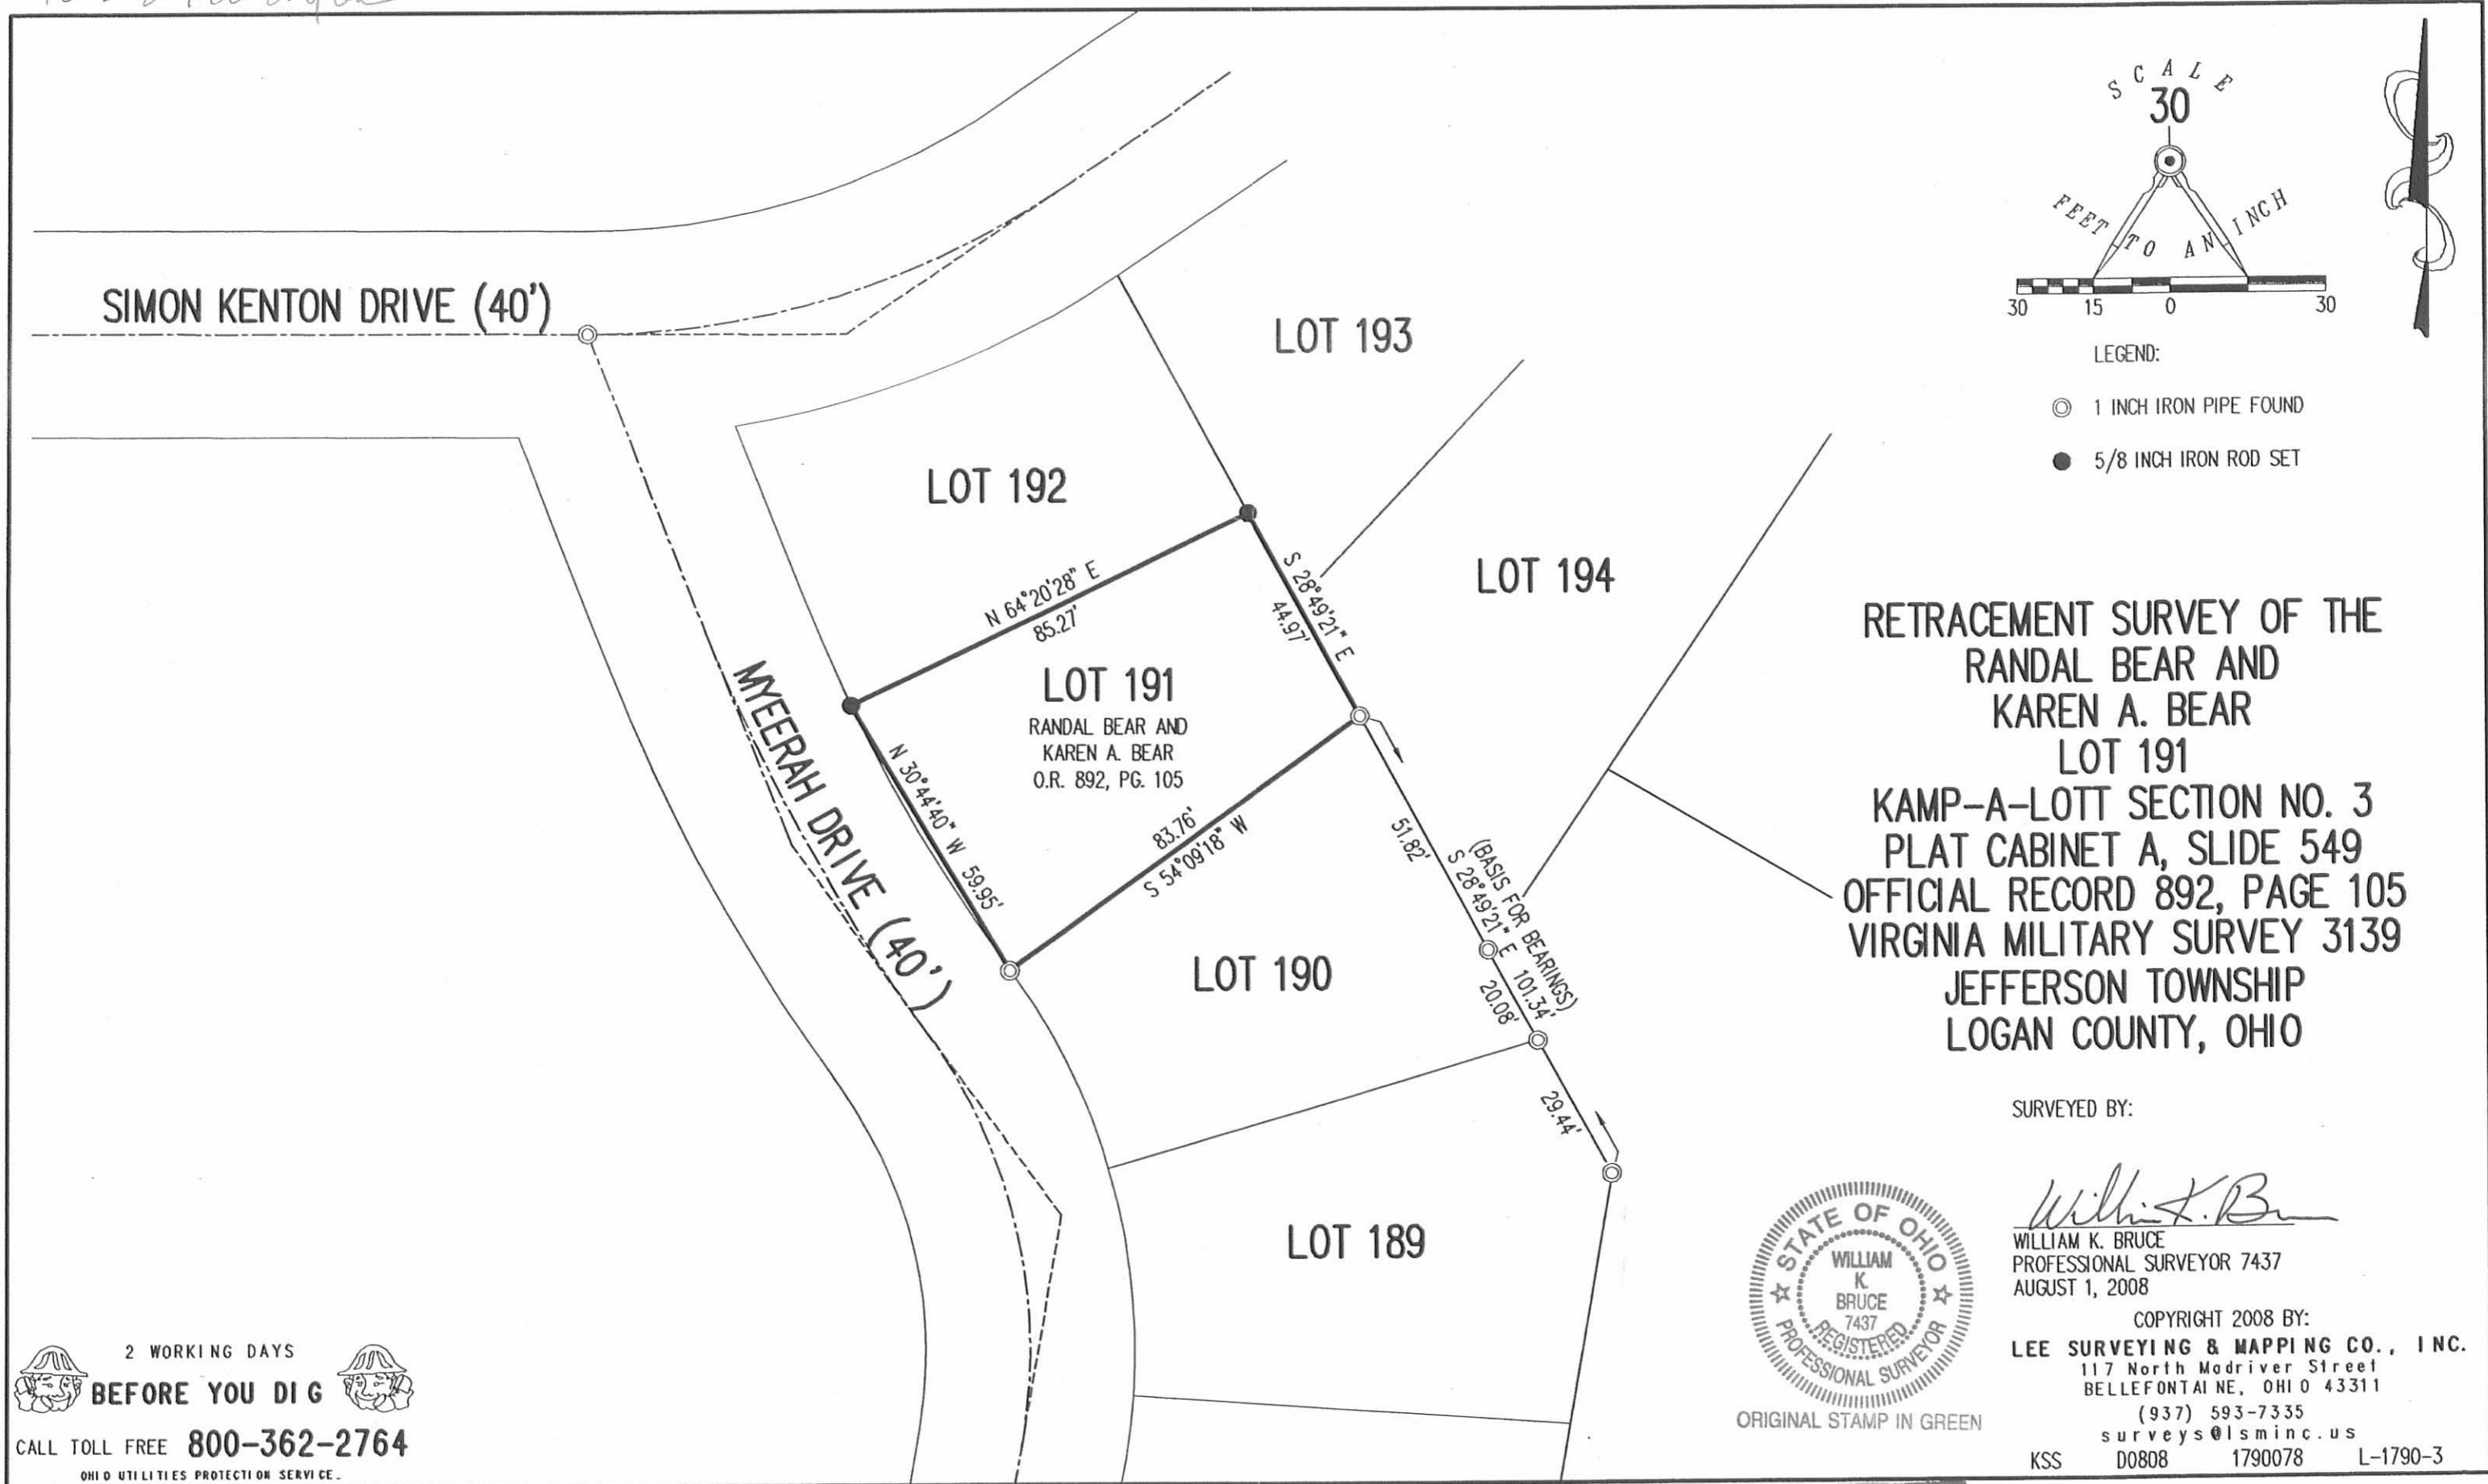 SCALE
30
FEET TO AN INCH
30 15 0 30
LEGEND:
1 INCH IRON PIPE FOUND
5/8 INCH IRON ROD SET
SIMON KENTON DRIVE (40')
LOT 193
LOT 192
LOT 194
N 64°20'28" E
85.27'
S 28°49'21" E
44.97'
LOT 191
RANDAL BEAR AND
KAREN A. BEAR
O.R. 892, PG. 105
MYEERAH DRIVE (40')
N 30°44'40" W 59.95'
83.76'
S 54°09'18" W
51.82'
(BASIS FOR BEARINGS)
S 28°49'21" E 101.34'
20.08'
29.44'
LOT 190
LOT 189
RETRACEMENT SURVEY OF THE
RANDAL BEAR AND
KAREN A. BEAR
LOT 191
KAMP-A-LOTT SECTION NO. 3
PLAT CABINET A, SLIDE 549
OFFICIAL RECORD 892, PAGE 105
VIRGINIA MILITARY SURVEY 3139
JEFFERSON TOWNSHIP
LOGAN COUNTY, OHIO
SURVEYED BY:
WILLIAM K. BRUCE
PROFESSIONAL SURVEYOR 7437
AUGUST 1, 2008
STATE OF OHIO
WILLIAM
K.
BRUCE
7437
REGISTERED
PROFESSIONAL SURVEYOR
ORIGINAL STAMP IN GREEN
COPYRIGHT 2008 BY:
LEE SURVEYING & MAPPING CO., INC.
117 North Madriver Street
BELLEFONTAINE, OHIO 43311
(937) 593-7335
surveys@lsminc.us
KSS D0808 1790078 L-1790-3
2 WORKING DAYS
BEFORE YOU DIG
CALL TOLL FREE 800-362-2764
OHIO UTILITIES PROTECTION SERVICE.